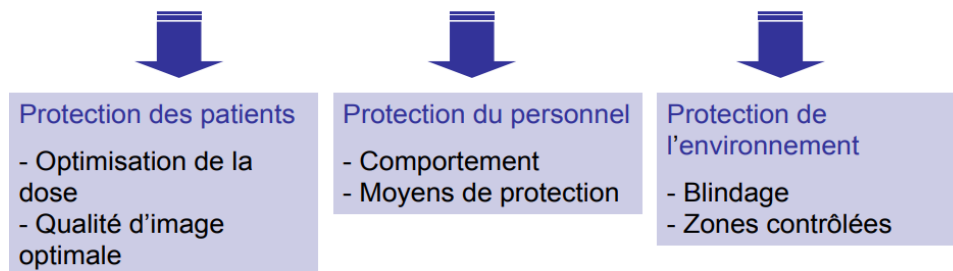 Protection des patients
- Optimisation de la
dose
- Qualité d'image
optimale
Protection du personnel
- Comportement
- Moyens de protection
Protection de
l'environnement
- Blindage
- Zones contrôlées